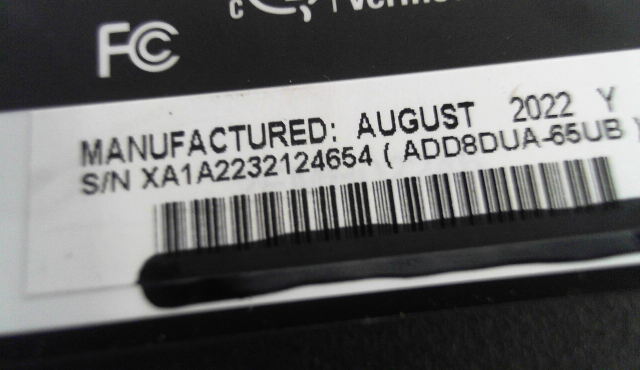 c
FC
MANUFACTURED: AUGUST 2022 Y
S/N XA1A2232124654 ( ADD8DUA-65UB )